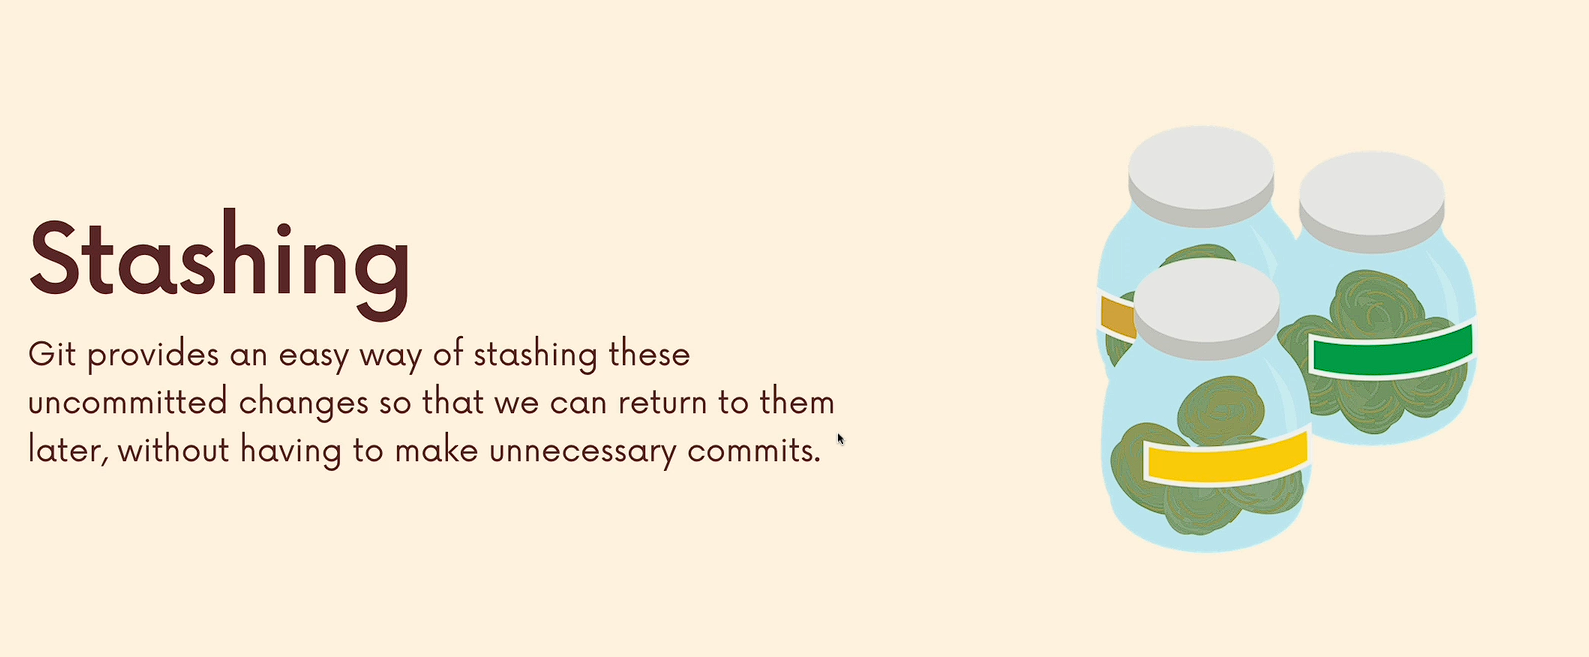 Stashing
Git provides an easy way of stashing these
uncommitted changes so that we can return to them
later, without having to make unnecessary commits.